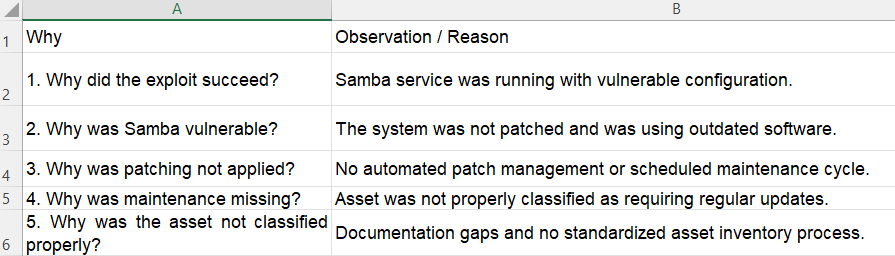 A B
1 Why Observation / Reason
2 1. Why did the exploit succeed? Samba service was running with vulnerable configuration.
3 2. Why was Samba vulnerable? The system was not patched and was using outdated software.
4 3. Why was patching not applied? No automated patch management or scheduled maintenance cycle.
5 4. Why was maintenance missing? Asset was not properly classified as requiring regular updates.
5. Why was the asset not classified
6 properly? Documentation gaps and no standardized asset inventory process.